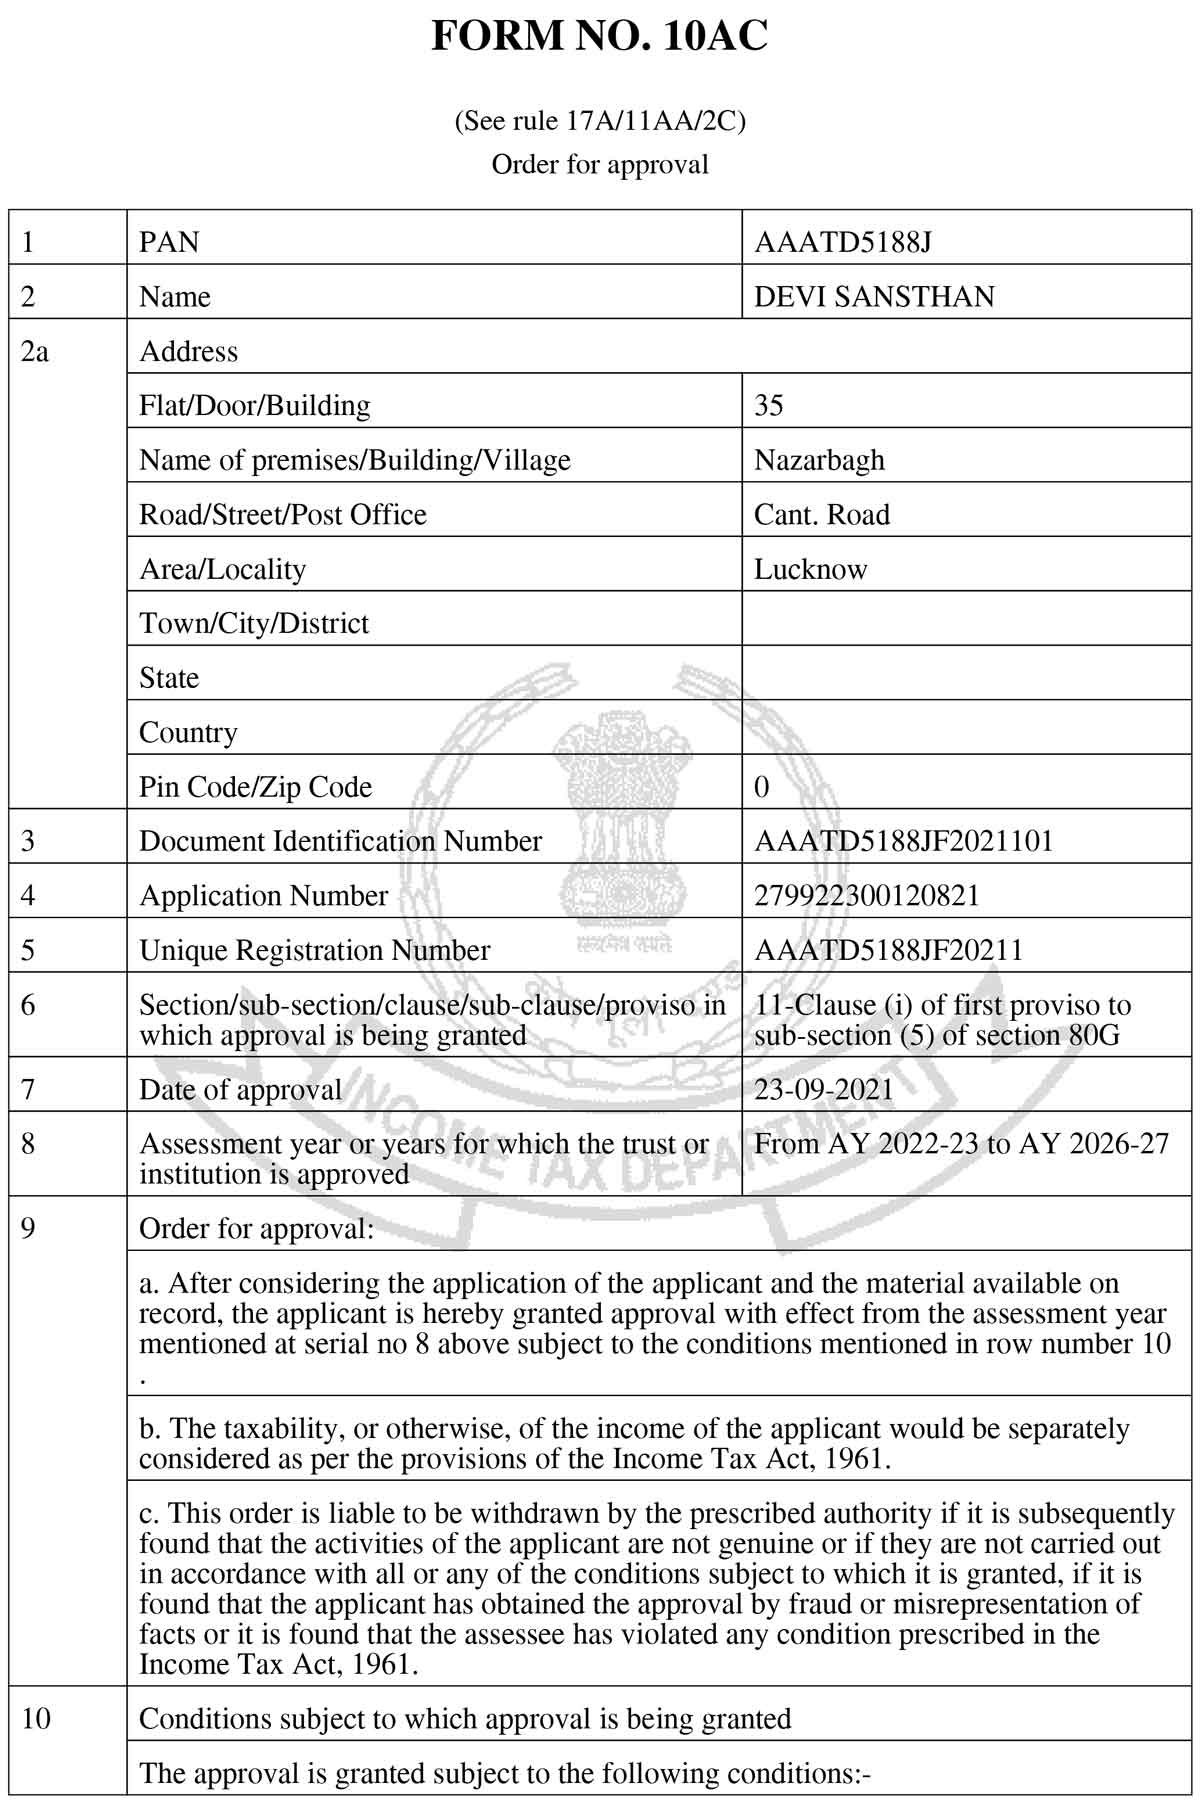 FORM NO. 10AC
(See rule 17A/11AA/2C)
Order for approval
1 PAN AAATD5188J
2 Name DEVI SANSTHAN
2a Address
Flat/Door/Building 35
Name of premises/Building/Village Nazarbagh
Road/Street/Post Office Cant. Road
Area/Locality Lucknow
Town/City/District
State
Country
Pin Code/Zip Code 0
3 Document Identification Number AAATD5188JF2021101
4 Application Number 279922300120821
सत्यमेव जयते
5 Unique Registration Number AAATD5188JF20211
6 Section/sub-section/clause/sub-clause/proviso in 11-Clause (i) of first proviso to
which approval is being granted sub-section (5) of section 80G
7 Date of approval 23-09-2021
INCOME TAX DEPARTMENT
8 Assessment year or years for which the trust or From AY 2022-23 to AY 2026-27
institution is approved
9 Order for approval:
a. After considering the application of the applicant and the material available on
record, the applicant is hereby granted approval with effect from the assessment year
mentioned at serial no 8 above subject to the conditions mentioned in row number 10
.
b. The taxability, or otherwise, of the income of the applicant would be separately
considered as per the provisions of the Income Tax Act, 1961.
c. This order is liable to be withdrawn by the prescribed authority if it is subsequently
found that the activities of the applicant are not genuine or if they are not carried out
in accordance with all or any of the conditions subject to which it is granted, if it is
found that the applicant has obtained the approval by fraud or misrepresentation of
facts or it is found that the assessee has violated any condition prescribed in the
Income Tax Act, 1961.
10 Conditions subject to which approval is being granted
The approval is granted subject to the following conditions:-